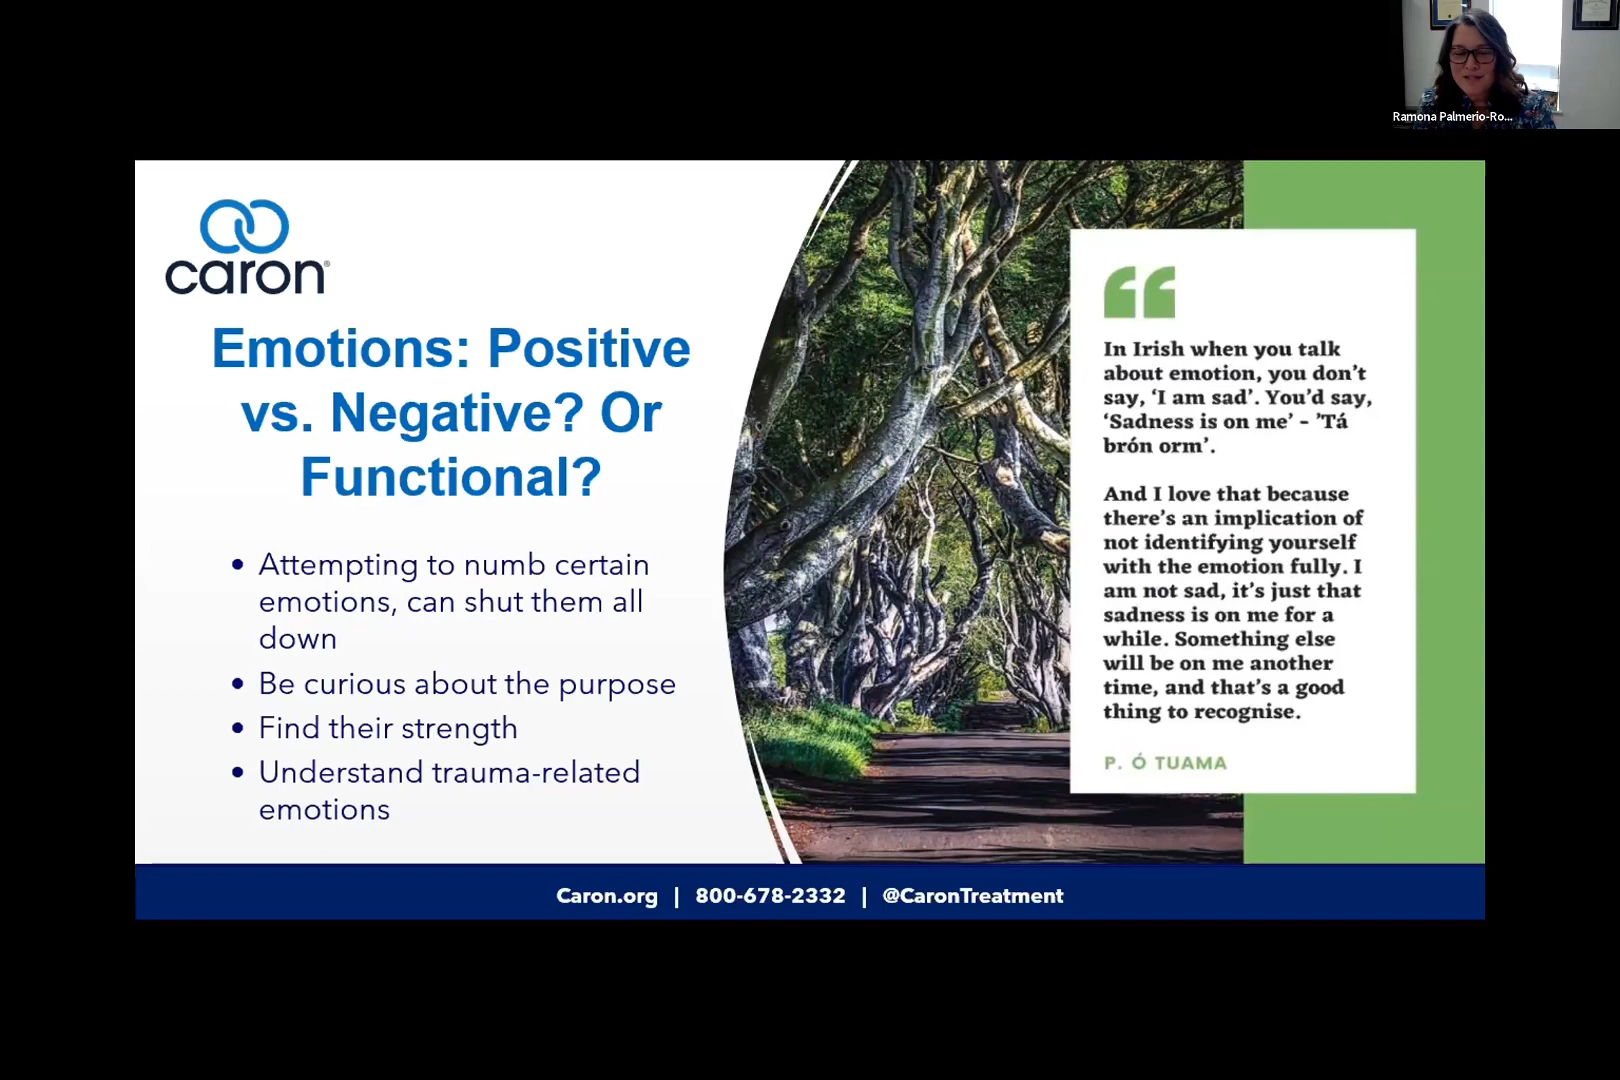 Ramona Palmerio-Ro...
caron®
Emotions: Positive
vs. Negative? Or
Functional?
• Attempting to numb certain
emotions, can shut them all
down
• Be curious about the purpose
• Find their strength
• Understand trauma-related
emotions
“
In Irish when you talk
about emotion, you don't
say, ‘I am sad’. You'd say,
‘Sadness is on me’ - ’Tá
brón orm’.
And I love that because
there's an implication of
not identifying yourself
with the emotion fully. I
am not sad, it's just that
sadness is on me for a
while. Something else
will be on me another
time, and that's a good
thing to recognise.
P. Ó TUAMA
Caron.org | 800-678-2332 | @CaronTreatment